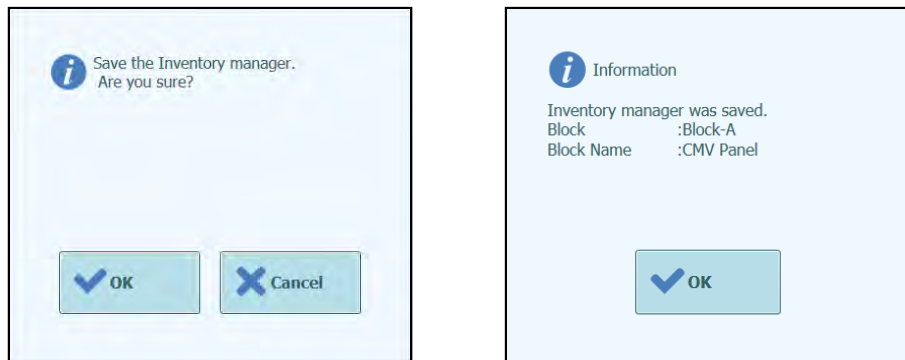 Save the Inventory manager.
Are you sure?
OK
Cancel
Information
Inventory manager was saved.
Block :Block-A
Block Name :CMV Panel
OK